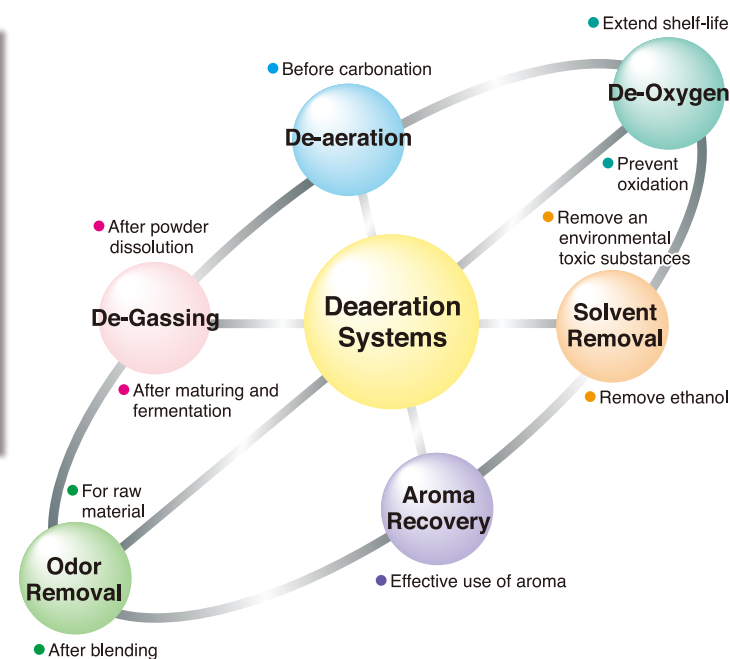 Extend shelf-life
De-Oxygen
Prevent
oxidation
Before carbonation
De-aeration
After powder
dissolution
De-Gassing
After maturing and
fermentation
Deaeration
Systems
Remove an
environmental
toxic substances
Solvent
Removal
Remove ethanol
Aroma
Recovery
Effective use of aroma
For raw
material
Odor
Removal
After blending